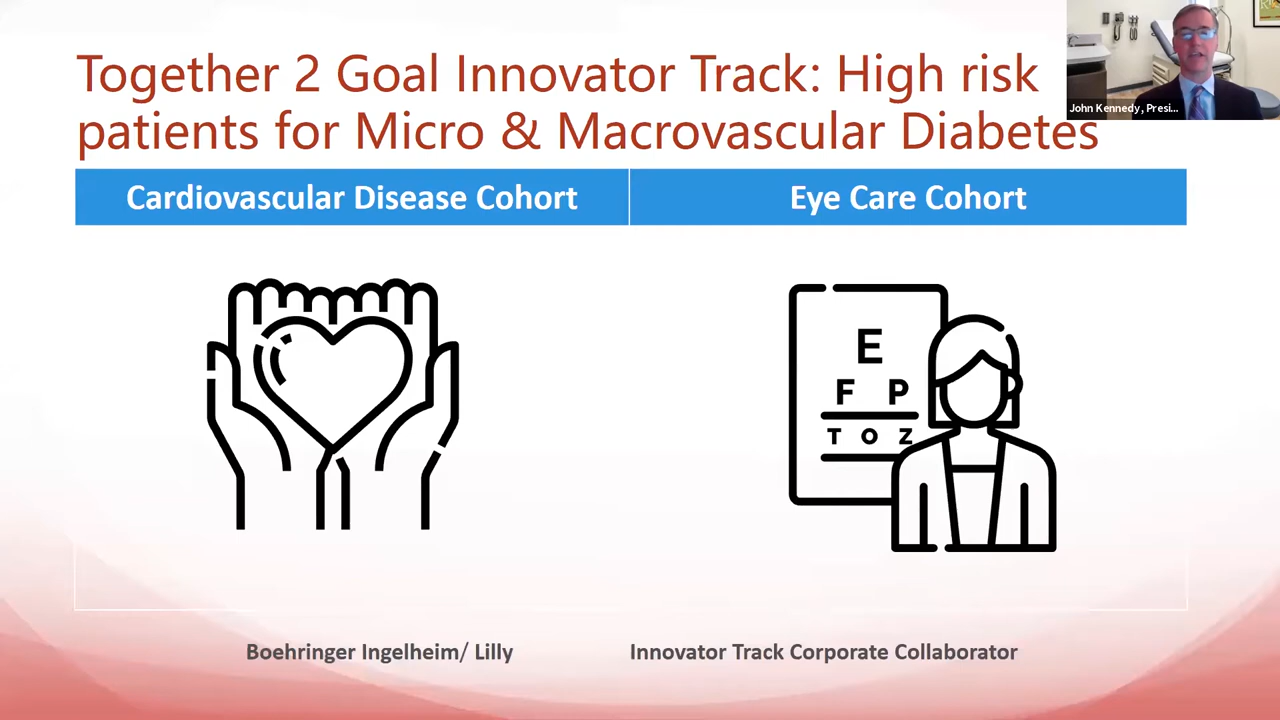 Together 2 Goal Innovator Track: High risk
patients for Micro & Macrovascular Diabetes
John Kennedy, Presi...
Cardiovascular Disease Cohort
Eye Care Cohort
E
F P
T O Z
Boehringer Ingelheim/ Lilly
Innovator Track Corporate Collaborator